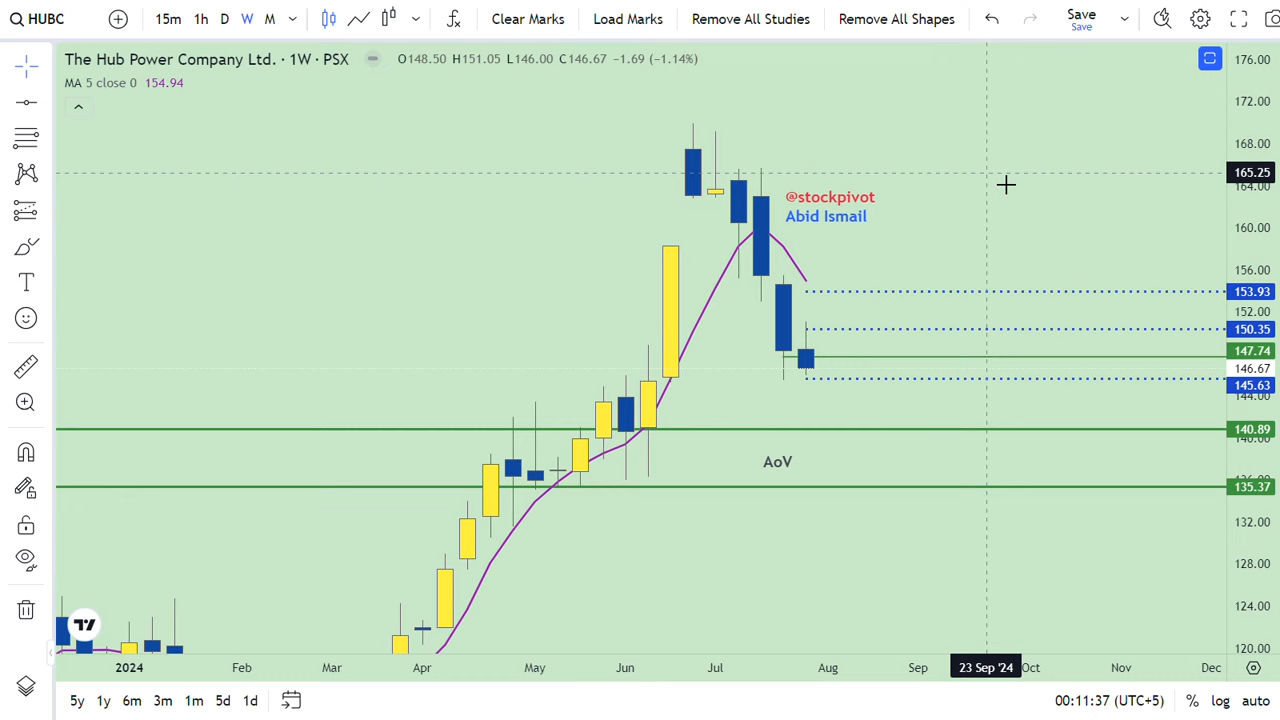 HUBC
15m 1h D W M
Clear Marks
Load Marks
Remove All Studies
Remove All Shapes
Save
Save
The Hub Power Company Ltd. · 1W · PSX
O148.50 H151.05 L146.00 C146.67 −1.69 (−1.14%)
MA 5 close 0 154.94
@stockpivot
Abid Ismail
AoV
176.00
172.00
168.00
165.25
164.00
160.00
156.00
153.93
152.00
150.35
147.74
146.67
145.63
144.00
140.89
140.00
135.37
132.00
128.00
124.00
120.00
2024 Feb Mar Apr May Jun Jul Aug Sep 23 Sep '24 Oct Nov Dec
5y 1y 6m 3m 1m 5d 1d
00:11:37 (UTC+5) % log auto